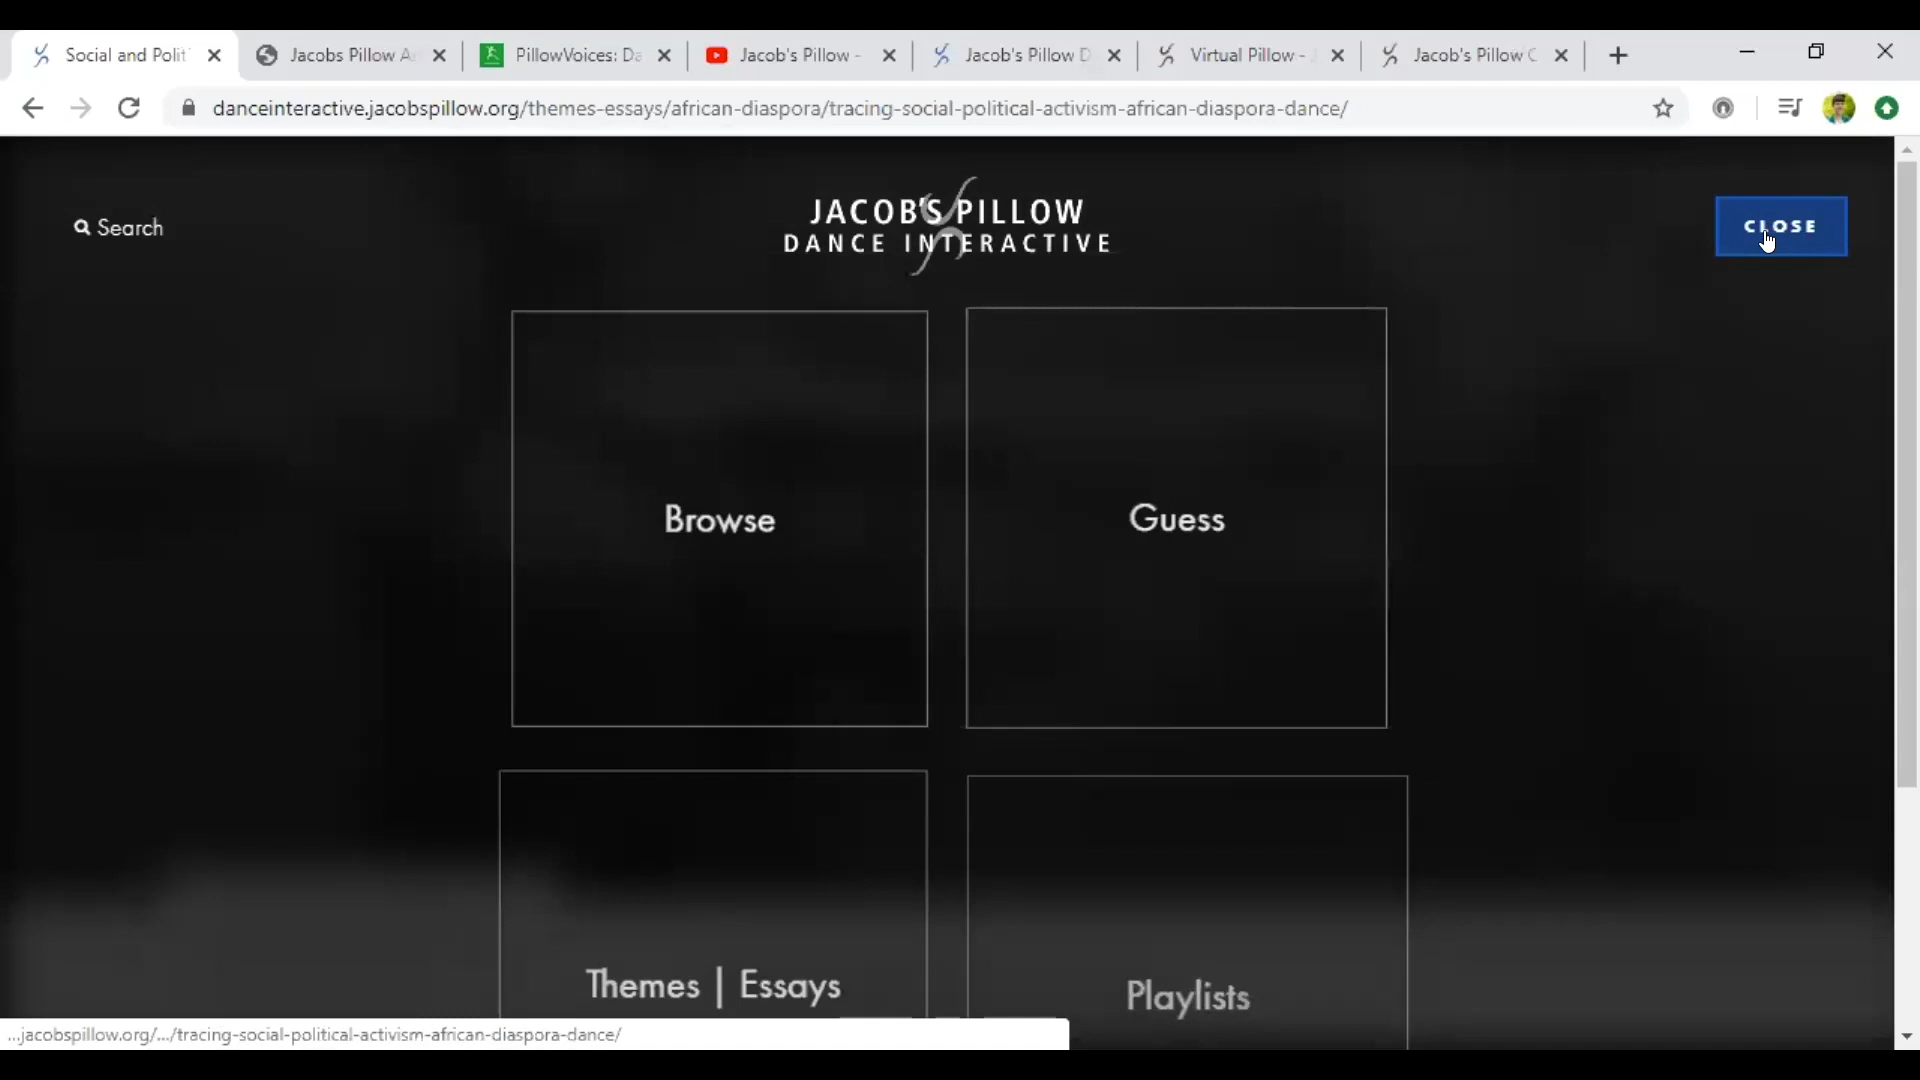 Social and Polit
Jacobs Pillow A
PillowVoices: Da
Jacob's Pillow -
Jacob's Pillow D
Virtual Pillow -
Jacob's Pillow C
danceinteractive.jacobspillow.org/themes-essays/african-diaspora/tracing-social-political-activism-african-diaspora-dance/
Search
JACOB'S PILLOW
DANCE INTERACTIVE
CLOSE
Browse
Guess
Themes | Essays
Playlists
...jacobspillow.org/.../tracing-social-political-activism-african-diaspora-dance/